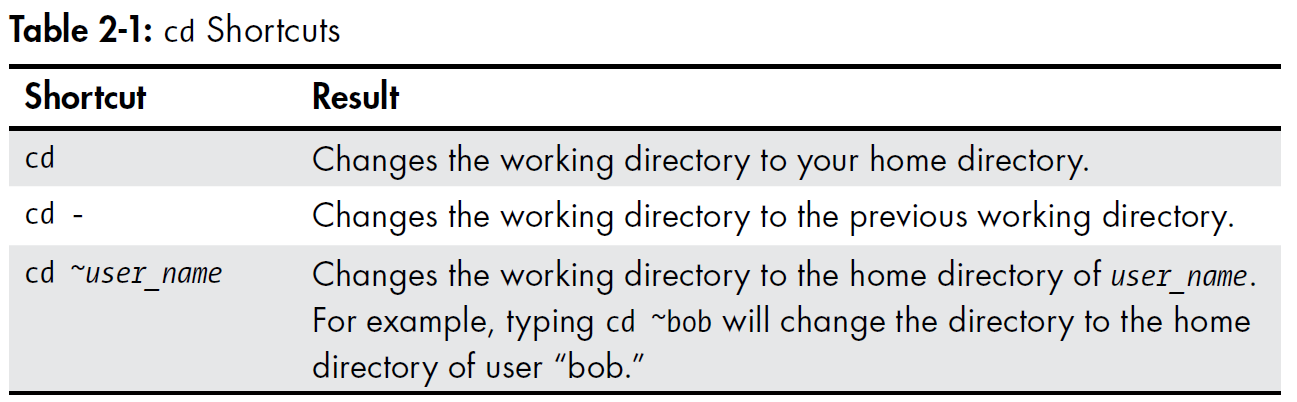 Table 2-1: cd Shortcuts
Shortcut Result
cd Changes the working directory to your home directory.
cd - Changes the working directory to the previous working directory.
cd ~user_name Changes the working directory to the home directory of user_name.
For example, typing cd ~bob will change the directory to the home
directory of user “bob.”